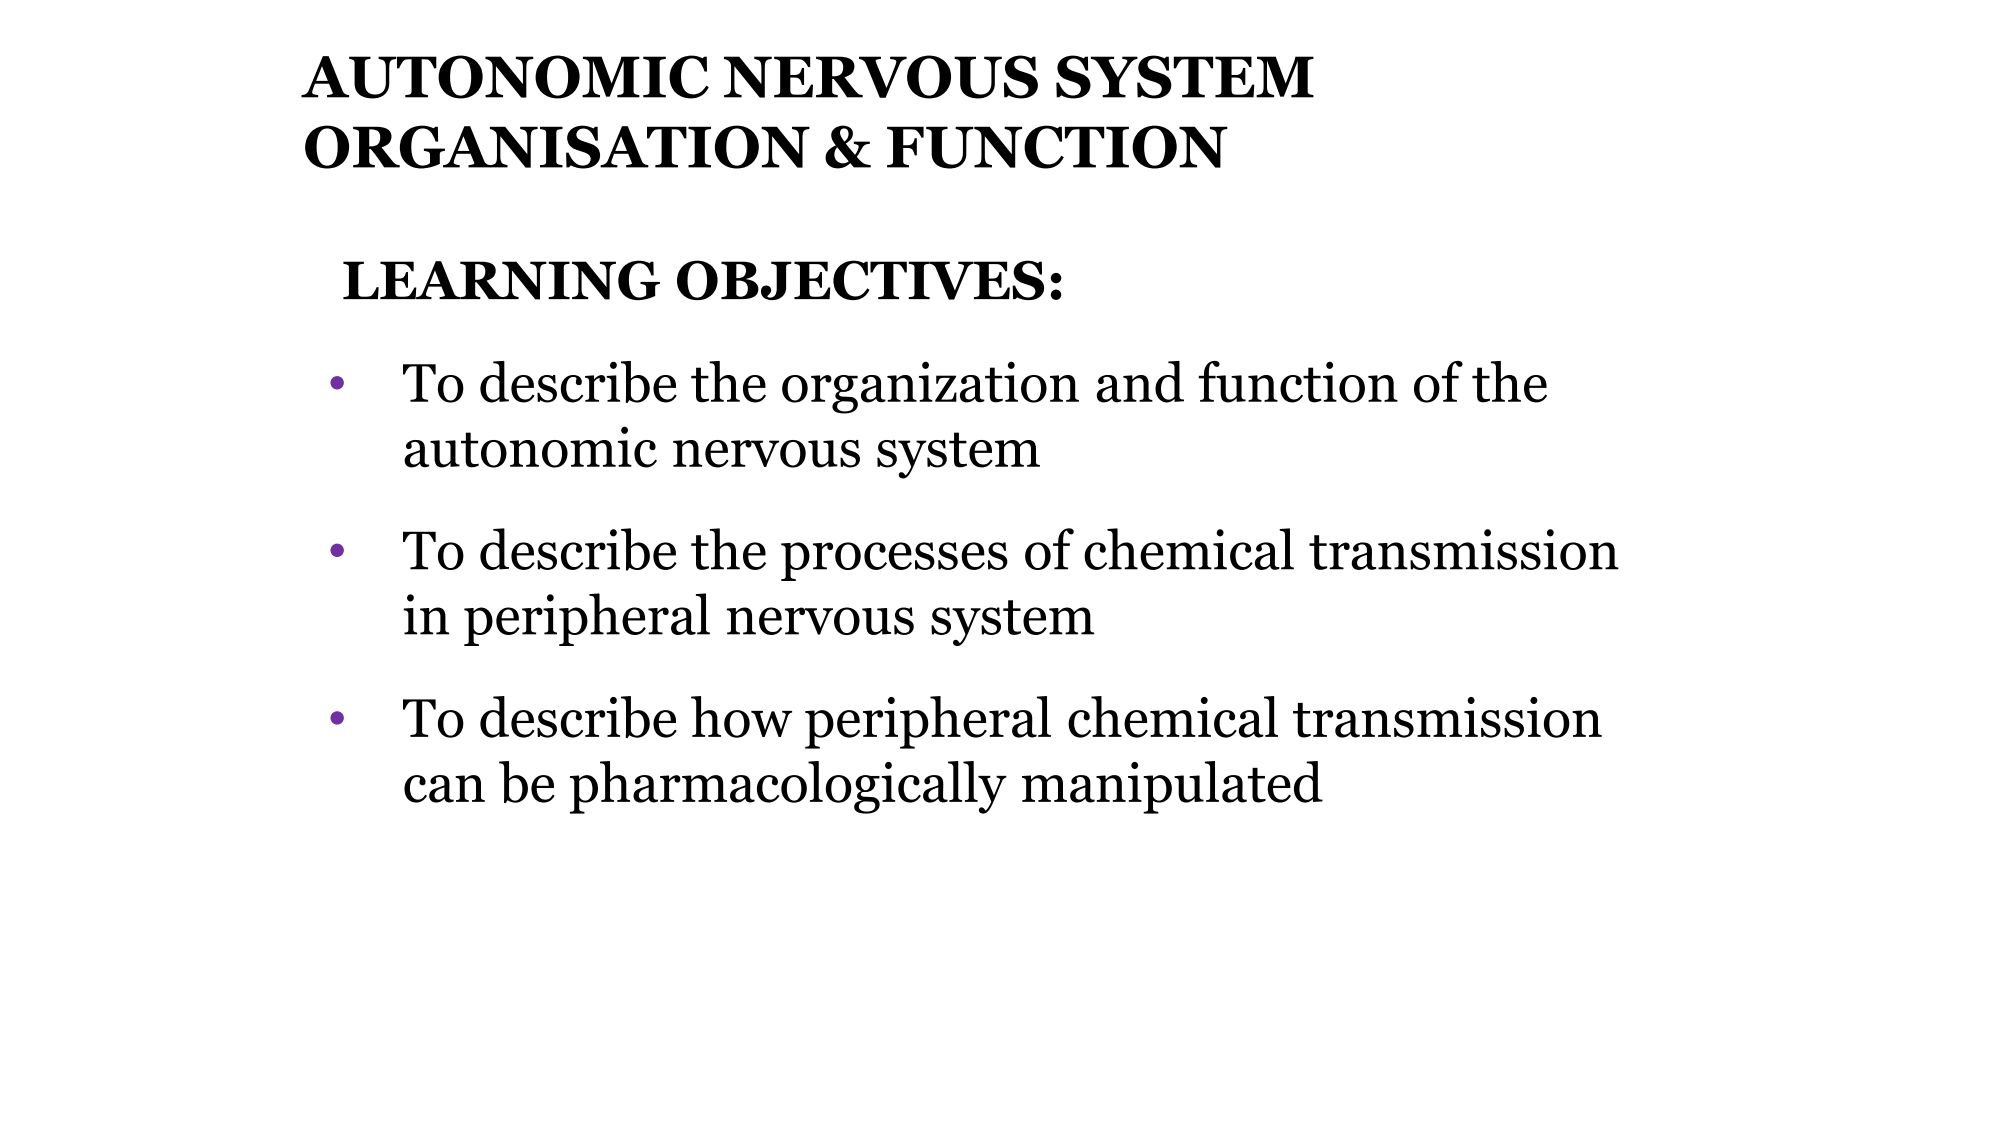 AUTONOMIC NERVOUS SYSTEM
ORGANISATION & FUNCTION
LEARNING OBJECTIVES:
• To describe the organization and function of the
autonomic nervous system
• To describe the processes of chemical transmission
in peripheral nervous system
• To describe how peripheral chemical transmission
can be pharmacologically manipulated